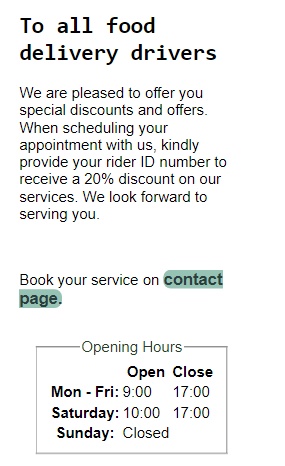 To all food
delivery drivers
We are pleased to offer you
special discounts and offers.
When scheduling your
appointment with us, kindly
provide your rider ID number to
receive a 20% discount on our
services. We look forward to
serving you.
Book your service on contact
page.
Opening Hours
Open Close
Mon - Fri: 9:00 17:00
Saturday: 10:00 17:00
Sunday: Closed